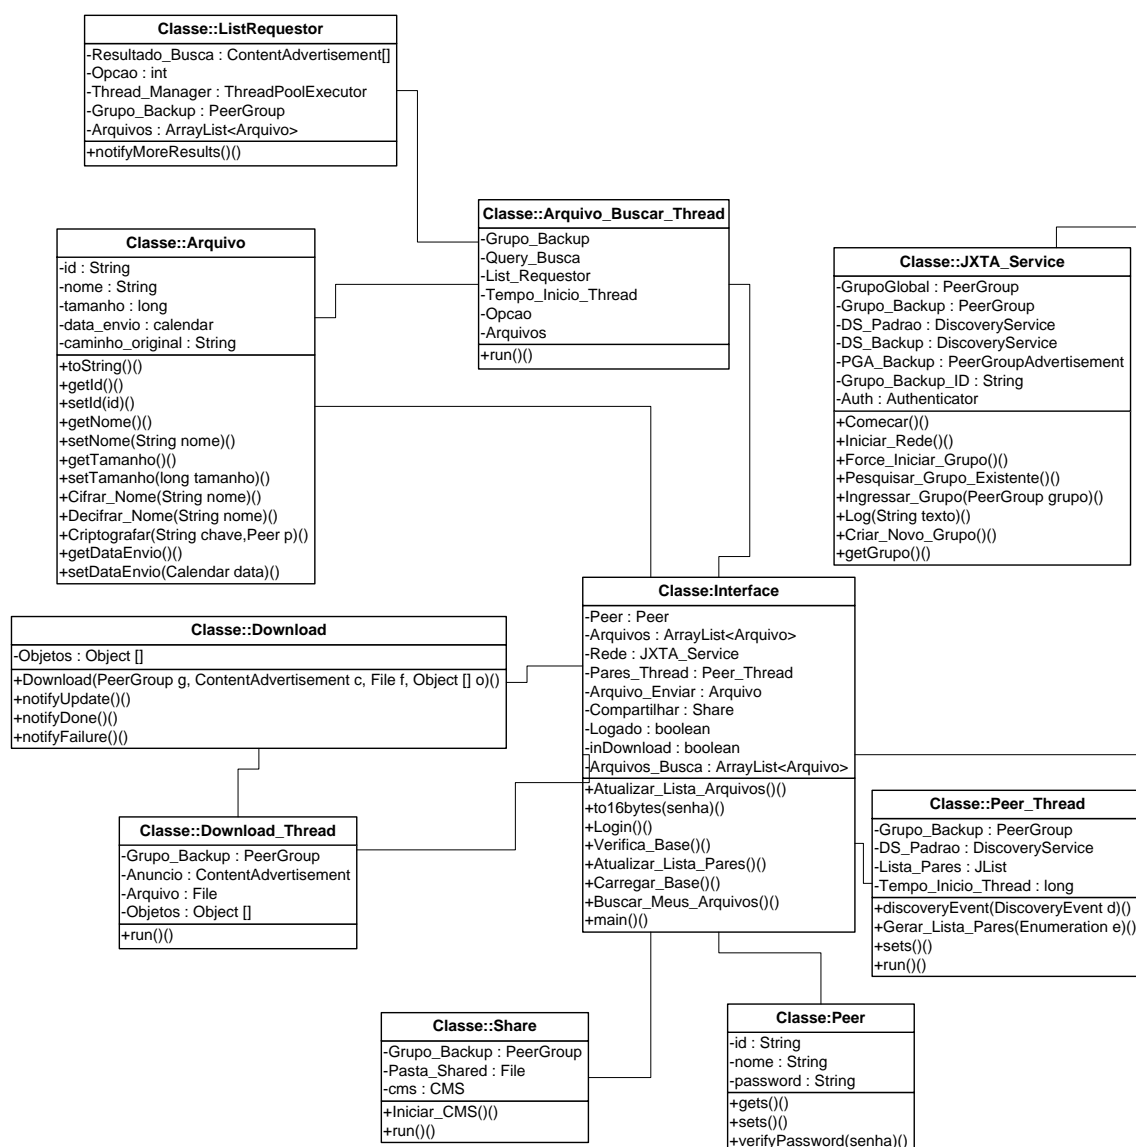 Classe::ListRequestor
-Resultado_Busca : ContentAdvertisement[]
-Opcao : int
-Thread_Manager : ThreadPoolExecutor
-Grupo_Backup : PeerGroup
-Arquivos : ArrayList<Arquivo>
+notifyMoreResults()()
Classe::Arquivo_Buscar_Thread
-Grupo_Backup
-Query_Busca
-List_Requestor
-Tempo_Inicio_Thread
-Opcao
-Arquivos
+run()()
Classe::Arquivo
-id : String
-nome : String
-tamanho : long
-data_envio : calendar
-caminho_original : String
+toString()()
+getId()()
+setId(id)()
+getNome()()
+setNome(String nome)()
+getTamanho()()
+setTamanho(long tamanho)()
+Cifrar_Nome(String nome)()
+Decifrar_Nome(String nome)()
+Criptografar(String chave,Peer p)()
+getDataEnvio()()
+setDataEnvio(Calendar data)()
Classe::JXTA_Service
-GrupoGlobal : PeerGroup
-Grupo_Backup : PeerGroup
-DS_Padrao : DiscoveryService
-DS_Backup : DiscoveryService
-PGA_Backup : PeerGroupAdvertisement
-Grupo_Backup_ID : String
-Auth : Authenticator
+Comecar()()
+Iniciar_Rede()()
+Force_Iniciar_Grupo()()
+Pesquisar_Grupo_Existente()()
+Ingressar_Grupo(PeerGroup grupo)()
+Log(String texto)()
+Criar_Novo_Grupo()()
+getGrupo()()
Classe:Interface
-Peer : Peer
-Arquivos : ArrayList<Arquivo>
-Rede : JXTA_Service
-Pares_Thread : Peer_Thread
-Arquivo_Enviar : Arquivo
-Compartilhar : Share
-Logado : boolean
-inDownload : boolean
-Arquivos_Busca : ArrayList<Arquivo>
+Atualizar_Lista_Arquivos()()
+to16bytes(senha)()
+Login()()
+Verifica_Base()()
+Atualizar_Lista_Pares()()
+Carregar_Base()()
+Buscar_Meus_Arquivos()()
+main()()
Classe::Download
-Objetos : Object []
+Download(PeerGroup g, ContentAdvertisement c, File f, Object [] o)()
+notifyUpdate()()
+notifyDone()()
+notifyFailure()()
Classe::Download_Thread
-Grupo_Backup : PeerGroup
-Anuncio : ContentAdvertisement
-Arquivo : File
-Objetos : Object []
+run()()
Classe::Peer_Thread
-Grupo_Backup : PeerGroup
-DS_Padrao : DiscoveryService
-Lista_Pares : JList
-Tempo_Inicio_Thread : long
+discoveryEvent(DiscoveryEvent d)()
+Gerar_Lista_Pares(Enumeration e)()
+sets()()
+run()()
Classe::Share
-Grupo_Backup : PeerGroup
-Pasta_Shared : File
-cms : CMS
+Iniciar_CMS()()
+run()()
Classe:Peer
-id : String
-nome : String
-password : String
+gets()()
+sets()()
+verifyPassword(senha)()